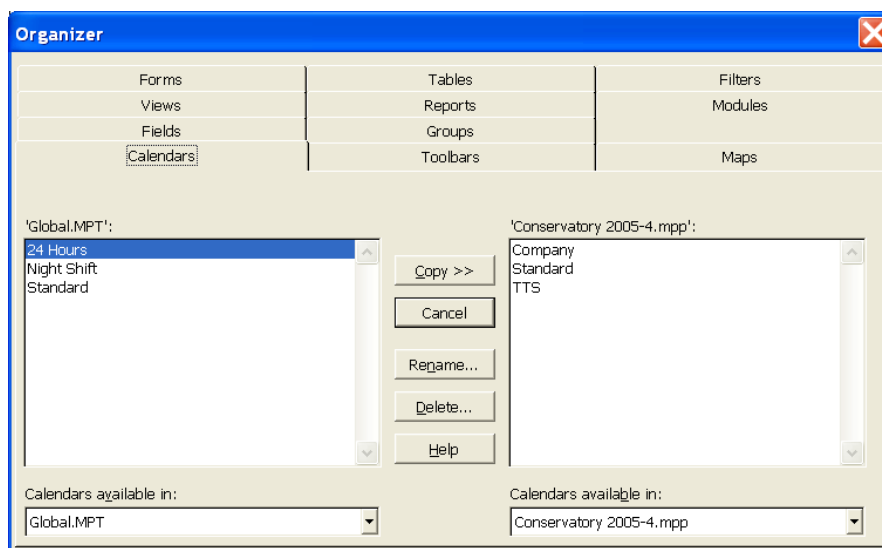 Organizer
Forms Tables Filters
Views Reports Modules
Fields Groups
Calendars Toolbars Maps
'Global.MPT': 'Conservatory 2005-4.mpp':
24 Hours Company
Night Shift Standard
Standard TTS
Copy >>
Cancel
Rename...
Delete...
Help
Calendars available in: Calendars available in:
Global.MPT Conservatory 2005-4.mpp